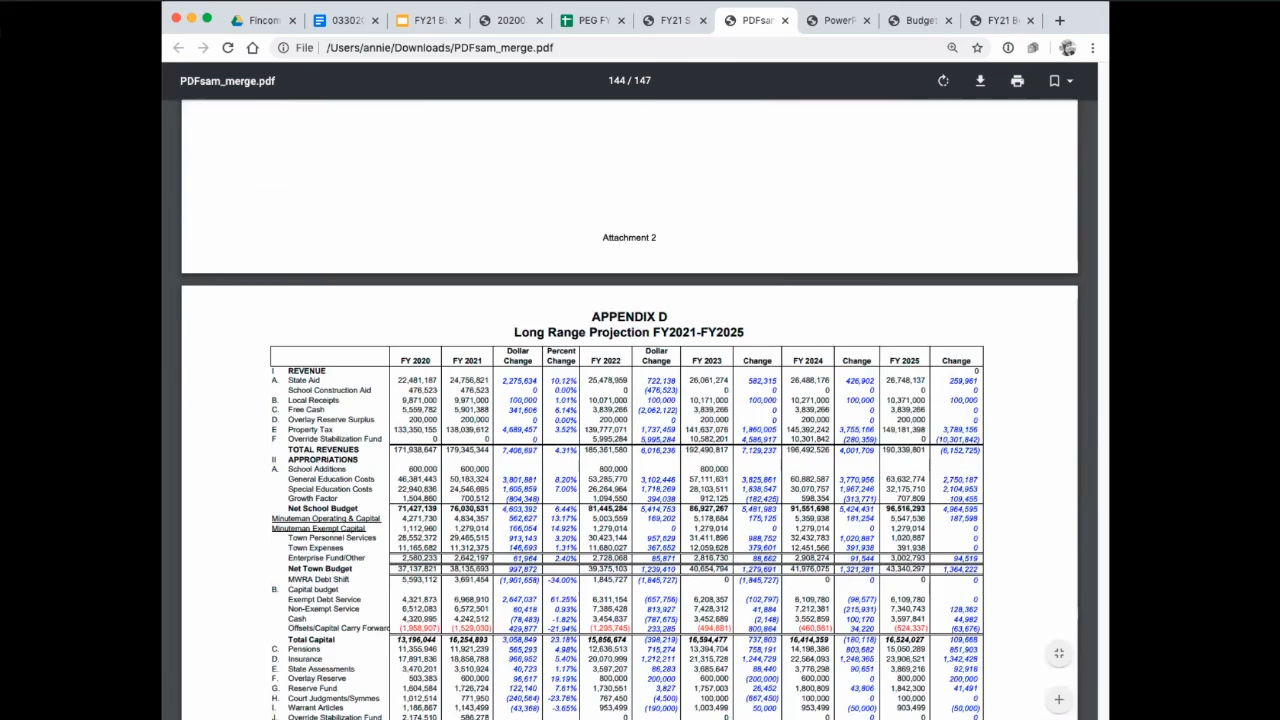 Fincom
033020
FY21 B
20200
PEG FY
FY21 S
PDFsam
PowerP
Budget
FY21 B
File /Users/annie/Downloads/PDFsam_merge.pdf
PDFsam_merge.pdf 144 / 147
Attachment 2
APPENDIX D
Long Range Projection FY2021-FY2025
FY 2020 FY 2021 Dollar Change Percent Change FY 2022 Dollar Change FY 2023 Change FY 2024 Change FY 2025 Change
I REVENUE 0
A. State Aid 22,481,187 24,756,821 2,275,634 10.12% 25,478,959 722,138 26,061,274 582,315 26,488,176 426,902 26,748,137 259,961
School Construction Aid 476,523 476,523 0 0.00% 0 (476,523) 0 0 0 0 0 0
B. Local Receipts 9,871,000 9,971,000 100,000 1.01% 10,071,000 100,000 10,171,000 100,000 10,271,000 100,000 10,371,000 100,000
C. Free Cash 5,559,782 5,901,388 341,606 6.14% 3,839,266 (2,062,122) 3,839,266 0 3,839,266 0 3,839,266 0
D. Overlay Reserve Surplus 200,000 200,000 0 0.00% 200,000 0 200,000 0 200,000 0 200,000 0
E Property Tax 133,350,155 138,039,612 4,689,457 3.52% 139,777,071 1,737,459 141,637,076 1,860,005 145,392,242 3,755,166 149,181,398 3,789,156
F Override Stabilization Fund 0 0 0 5,995,284 5,995,284 10,582,201 4,586,917 10,301,842 (280,359) 0 (10,301,842)
TOTAL REVENUES 171,938,647 179,345,344 7,406,697 4.31% 185,361,580 6,016,236 192,490,817 7,129,237 196,492,526 4,001,709 190,339,801 (6,152,725)
II APPROPRIATIONS
A. School Additions 600,000 600,000 800,000 800,000
General Education Costs 46,381,443 50,183,324 3,801,881 8.20% 53,285,770 3,102,446 57,111,631 3,825,861 60,882,587 3,770,956 63,632,774 2,750,187
Special Education Costs 22,940,836 24,546,695 1,605,859 7.00% 26,264,964 1,718,269 28,103,511 1,838,547 30,070,757 1,967,246 32,175,710 2,104,953
Growth Factor 1,504,860 700,512 (804,348) 1,094,550 394,038 912,125 (182,425) 598,354 (313,771) 707,809 109,455
Net School Budget 71,427,139 76,030,531 4,603,392 6.44% 81,445,284 5,414,753 86,927,267 5,481,983 91,551,698 5,424,431 96,516,293 4,964,595
Minuteman Operating & Capital 4,271,730 4,834,357 562,627 13.17% 5,003,559 169,202 5,178,684 175,125 5,359,938 181,254 5,547,536 187,598
Minuteman Exempt Capital 1,112,960 1,279,014 166,054 14.92% 1,279,014 0 1,279,014 0 1,279,014 0 1,279,014 0
Town Personnel Services 28,552,372 29,465,515 913,143 3.20% 30,423,144 957,629 31,411,896 988,752 32,432,783 1,020,887 1,020,887 0
Town Expenses 11,165,682 11,312,375 146,693 1.31% 11,680,027 367,652 12,059,628 379,601 12,451,566 391,938 391,938 0
Enterprise Fund/Other 2,580,233 2,642,197 61,964 2.40% 2,728,068 85,871 2,816,730 88,662 2,908,274 91,544 3,002,793 94,519
Net Town Budget 37,137,821 38,135,693 997,872 39,375,103 1,239,410 40,654,794 1,279,691 41,976,075 1,321,281 43,340,297 1,364,222
MWRA Debt Shift 5,593,112 3,691,454 (1,901,658) -34.00% 1,845,727 (1,845,727) 0 (1,845,727) 0 0 0 0
B. Capital budget
Exempt Debt Service 4,321,873 6,968,910 2,647,037 61.25% 6,311,154 (657,756) 6,208,357 (102,797) 6,109,780 (98,577) 6,109,780 0
Non-Exempt Service 6,512,083 6,572,501 60,418 0.93% 7,386,428 813,927 7,428,312 41,884 7,212,381 (215,931) 7,340,743 128,362
Cash 4,320,995 4,242,512 (78,483) -1.82% 3,454,837 (787,675) 3,452,689 (2,148) 3,552,859 100,170 3,597,841 44,982
Offsets/Capital Carry Forward (1,958,907) (1,529,030) 429,877 -21.94% (1,295,745) 233,285 (494,881) 800,864 (460,661) 34,220 (524,337) (63,676)
Total Capital 13,196,044 16,254,893 3,058,849 23.18% 15,856,674 (398,219) 16,594,477 737,803 16,414,359 (180,118) 16,524,027 109,668
C. Pensions 11,355,946 11,921,239 565,293 4.98% 12,636,513 715,274 13,394,704 758,191 14,198,386 803,682 15,050,289 851,903
D. Insurance 17,891,836 18,858,788 966,952 5.40% 20,079,999 1,212,211 21,315,728 1,244,729 22,564,093 1,248,365 23,906,521 1,342,428
E. State Assessments 3,470,201 3,510,924 40,723 1.17% 3,597,207 86,283 3,685,647 88,440 3,776,298 90,651 3,869,216 92,918
F. Overlay Reserve 503,383 600,000 96,617 19.19% 800,000 200,000 600,000 (200,000) 600,000 0 800,000 200,000
G. Reserve Fund 1,604,584 1,726,724 122,140 7.61% 1,730,551 3,827 1,757,003 26,452 1,800,809 43,806 1,842,300 41,491
H. Court Judgments/Symmes 1,012,514 771,950 (240,564) -23.76% 767,450 (4,500) 100,000 (667,450) 100,000 0 100,000 0
I. Warrant Articles 1,186,867 1,143,499 (43,368) -3.65% 953,499 (190,000) 1,003,499 50,000 953,499 (50,000) 903,499 (50,000)
J. Override Stabilization Fund 2,174,510 586,278 0 0 0 0